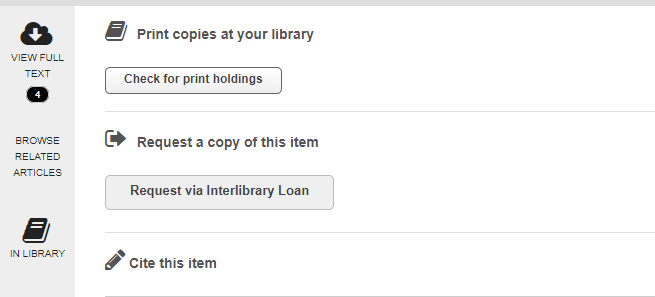 VIEW FULL
TEXT
4
BROWSE
RELATED
ARTICLES
IN LIBRARY
Print copies at your library
Check for print holdings
Request a copy of this item
Request via Interlibrary Loan
Cite this item